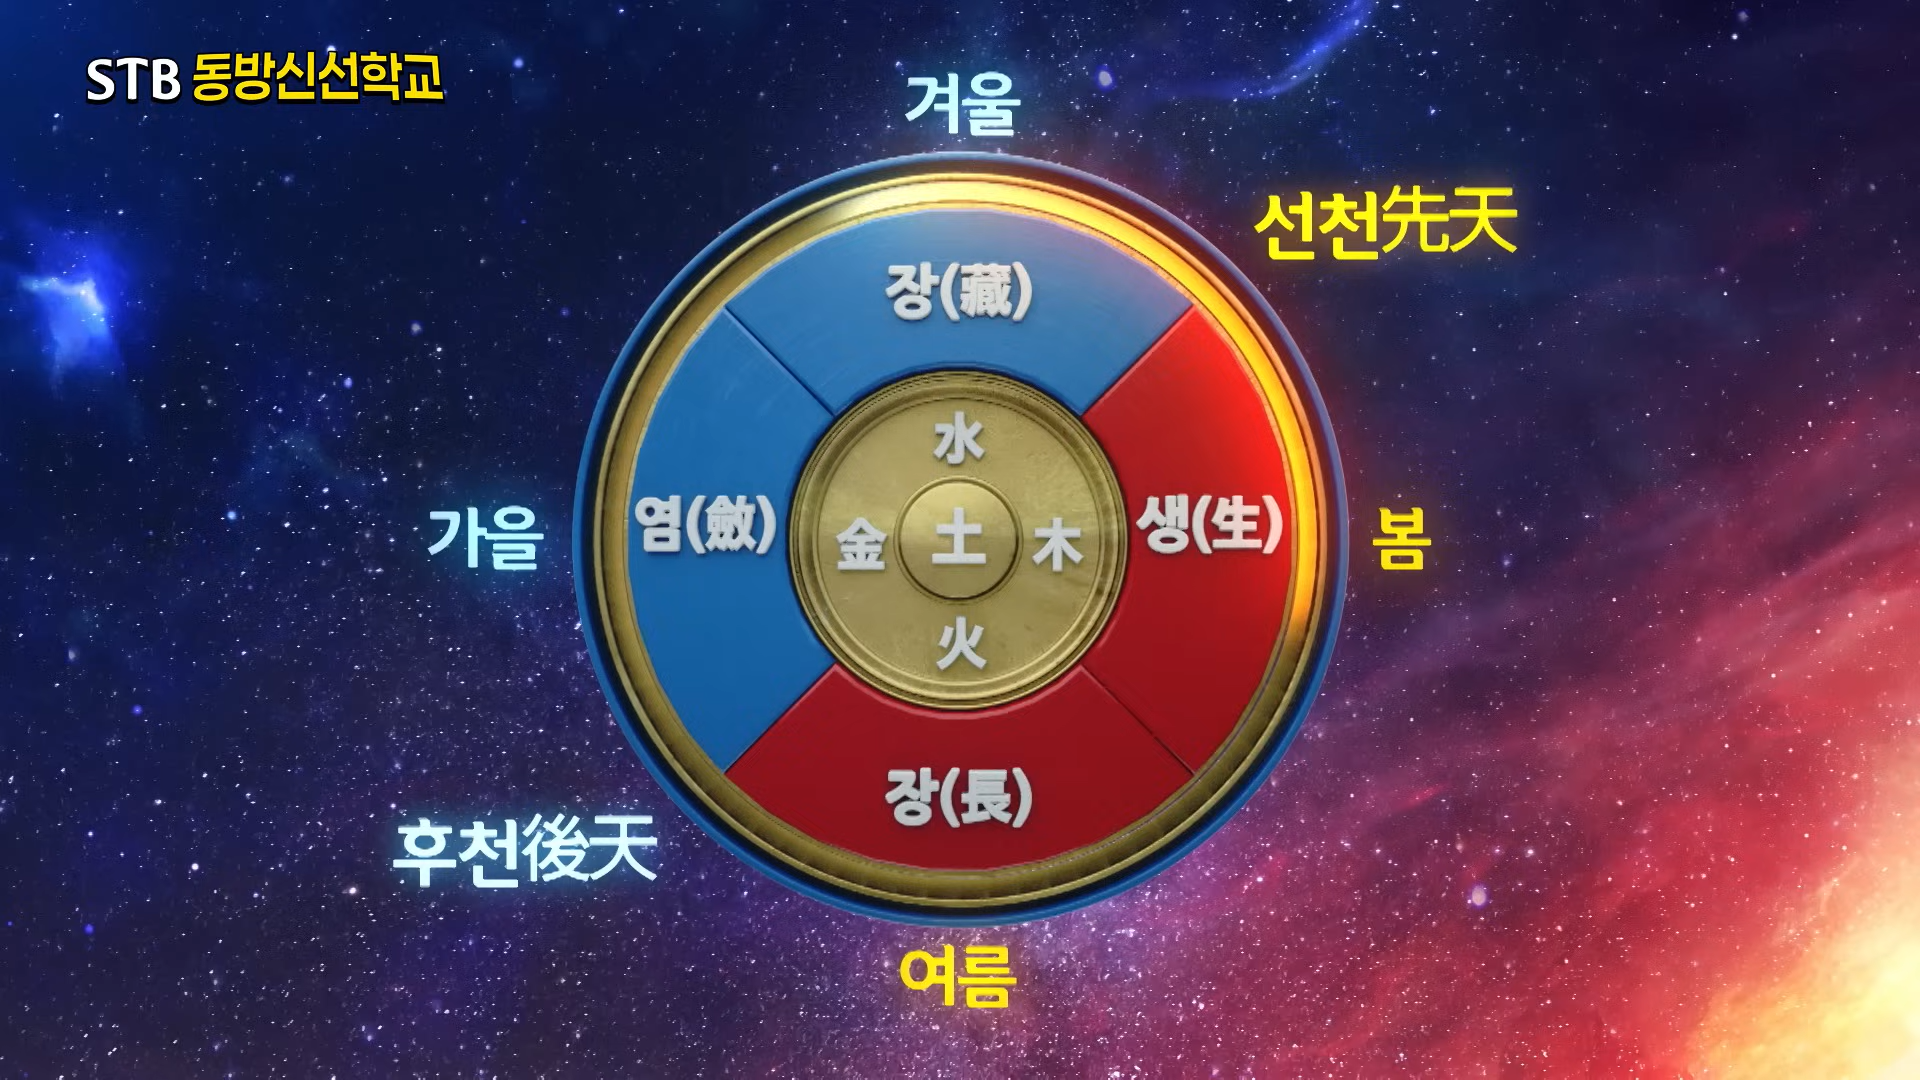 STB 동방신선학교
겨울
선천先天
장(藏)
水
가을
염(斂)
金
土
木
생(生)
봄
火
장(長)
후천後天
여름